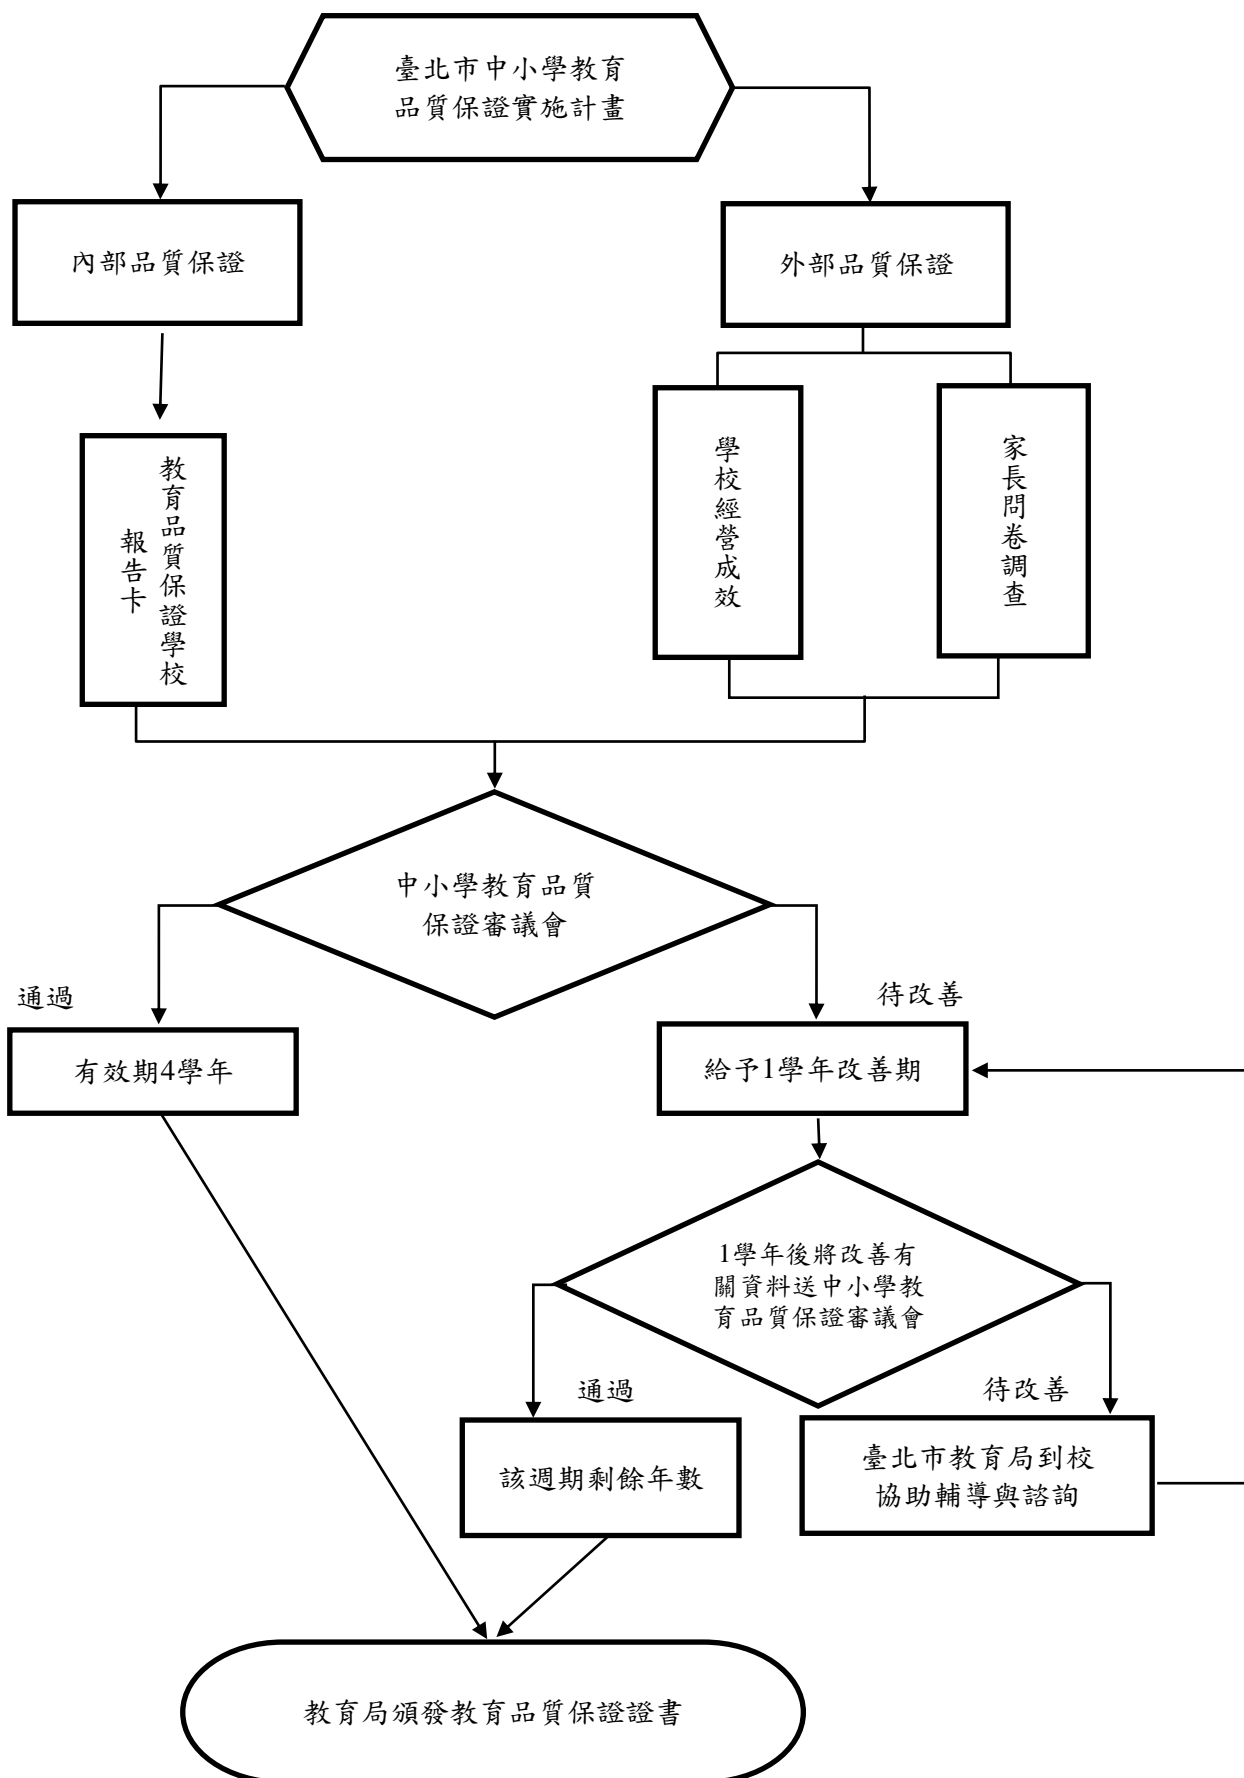 臺北市中小學教育
品質保證實施計畫
內部品質保證
外部品質保證
教育品質保證學校
報告卡
學校經營成效
家長問卷調查
中小學教育品質
保證審議會
通過
待改善
有效期4學年
給予1學年改善期
1學年後將改善有
關資料送中小學教
育品質保證審議會
通過
待改善
該週期剩餘年數
臺北市教育局到校
協助輔導與諮詢
教育局頒發教育品質保證證書